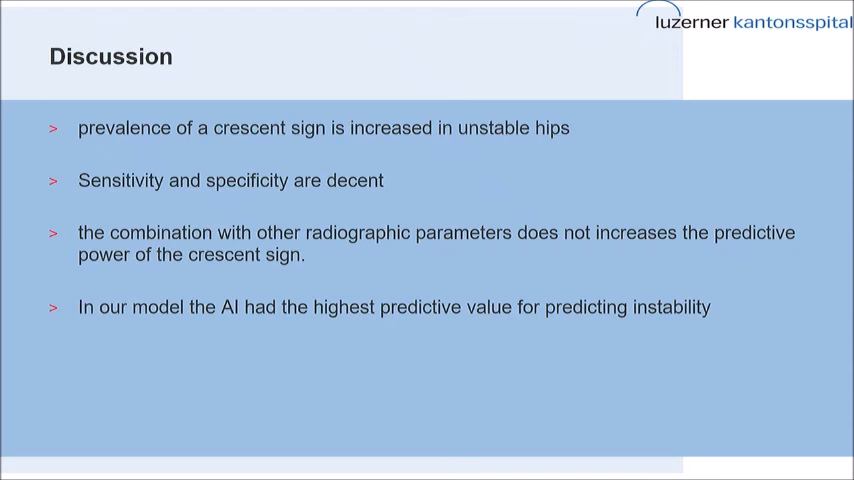 luzerner kantonsspital
Discussion
> prevalence of a crescent sign is increased in unstable hips
> Sensitivity and specificity are decent
> the combination with other radiographic parameters does not increases the predictive
power of the crescent sign.
> In our model the AI had the highest predictive value for predicting instability